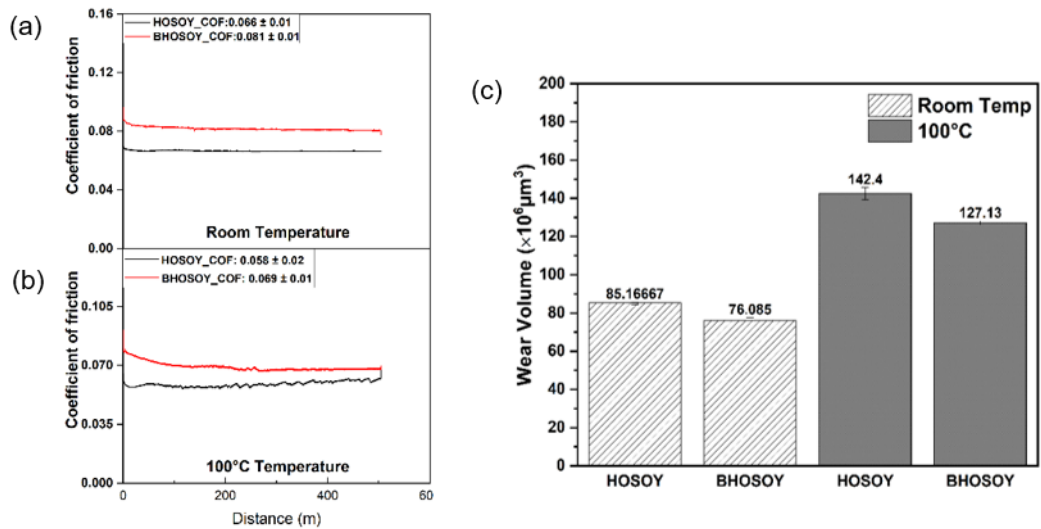 (a)
0.16
0.12
0.08
0.04
0.00
Coefficient of friction
HOSOY_COF:0.066 ± 0.01
BHOSOY_COF:0.081 ± 0.01
Room Temperature
(b)
0.105
0.070
0.035
0.000
Coefficient of friction
HOSOY_COF: 0.058 ± 0.02
BHOSOY_COF: 0.069 ± 0.01
100°C Temperature
0 200 400 60
Distance (m)
(c)
200
180
160
140
120
100
80
60
40
20
0
Wear Volume (×10⁶μm³)
Room Temp
100°C
85.16667
76.085
142.4
127.13
HOSOY BHOSOY HOSOY BHOSOY